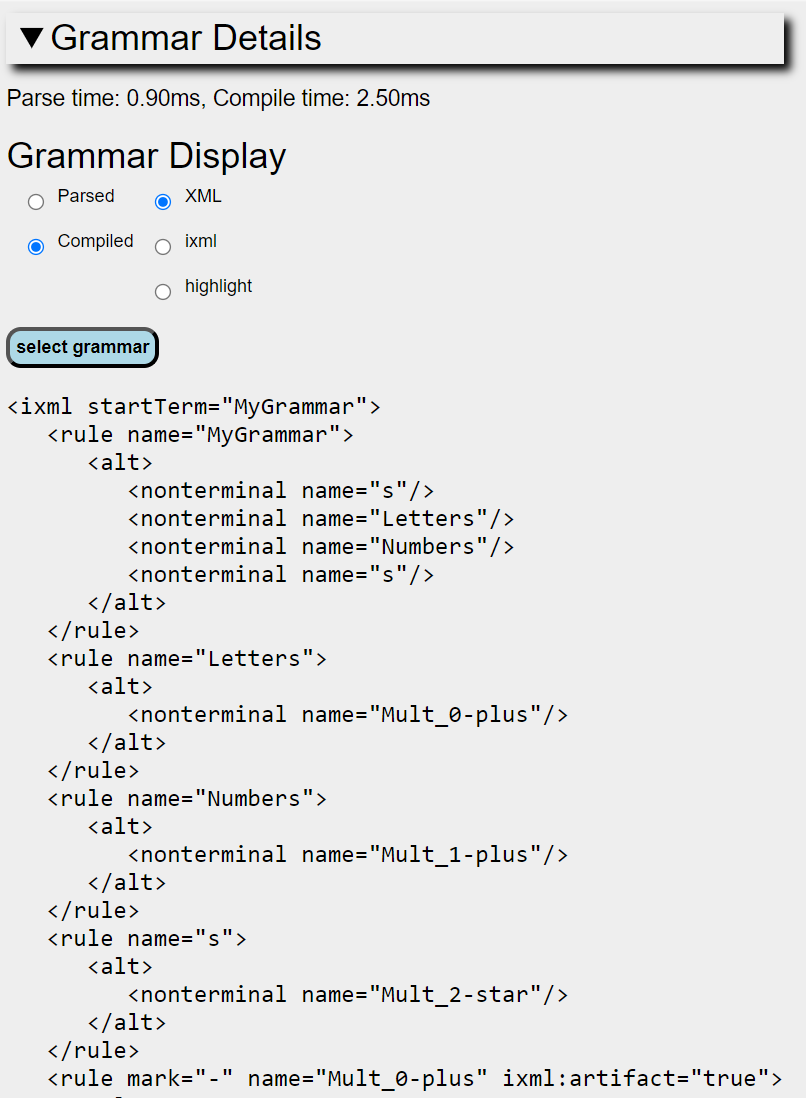 ▼Grammar Details
Parse time: 0.90ms, Compile time: 2.50ms
Grammar Display
Parsed XML
Compiled ixml
highlight
select grammar
<ixml startTerm="MyGrammar">
   <rule name="MyGrammar">
      <alt>
         <nonterminal name="s"/>
         <nonterminal name="Letters"/>
         <nonterminal name="Numbers"/>
         <nonterminal name="s"/>
      </alt>
   </rule>
   <rule name="Letters">
      <alt>
         <nonterminal name="Mult_0-plus"/>
      </alt>
   </rule>
   <rule name="Numbers">
      <alt>
         <nonterminal name="Mult_1-plus"/>
      </alt>
   </rule>
   <rule name="s">
      <alt>
         <nonterminal name="Mult_2-star"/>
      </alt>
   </rule>
   <rule mark="-" name="Mult_0-plus" ixml:artifact="true">